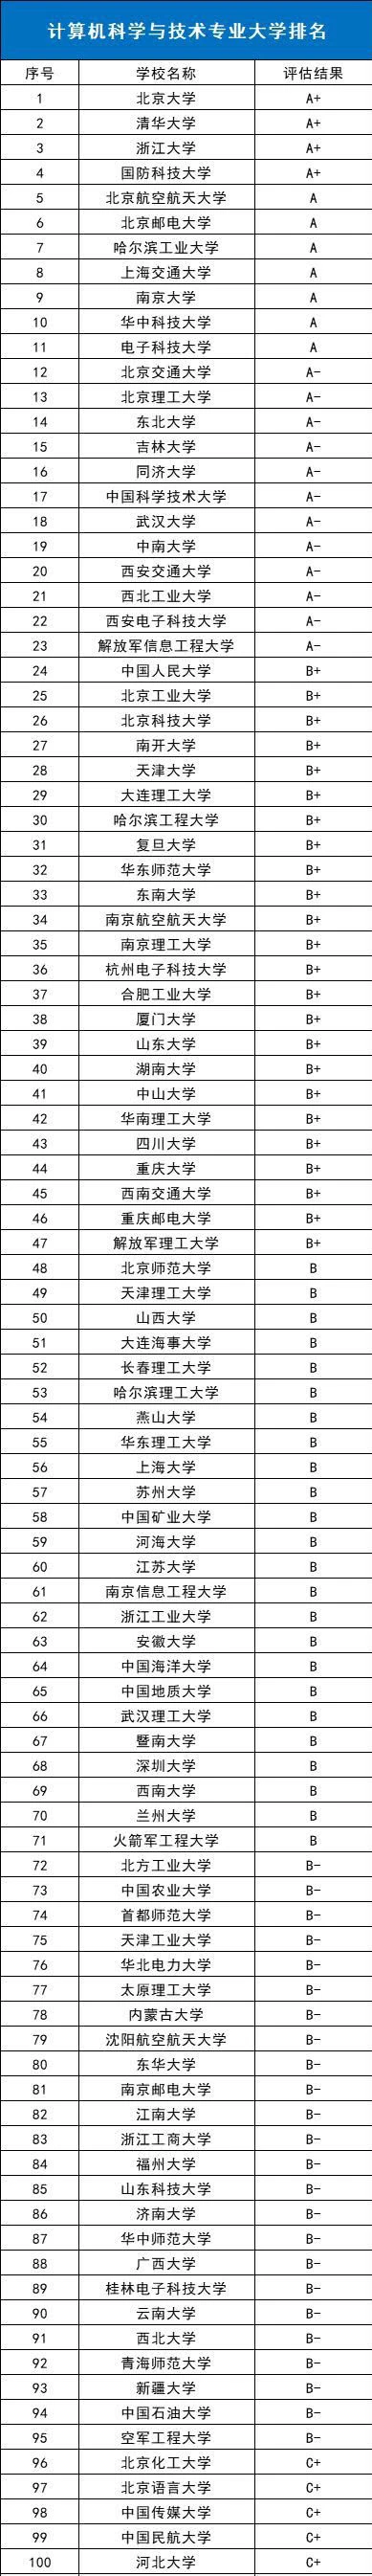 计算机科学与技术专业大学排名
序号 学校名称 评估结果
1 北京大学 A+
2 清华大学 A+
3 浙江大学 A+
4 国防科技大学 A+
5 北京航空航天大学 A
6 北京邮电大学 A
7 哈尔滨工业大学 A
8 上海交通大学 A
9 南京大学 A
10 华中科技大学 A
11 电子科技大学 A
12 北京交通大学 A-
13 北京理工大学 A-
14 东北大学 A-
15 吉林大学 A-
16 同济大学 A-
17 中国科学技术大学 A-
18 武汉大学 A-
19 中南大学 A-
20 西安交通大学 A-
21 西北工业大学 A-
22 西安电子科技大学 A-
23 解放军信息工程大学 A-
24 中国人民大学 B+
25 北京工业大学 B+
26 北京科技大学 B+
27 南开大学 B+
28 天津大学 B+
29 大连理工大学 B+
30 哈尔滨工程大学 B+
31 复旦大学 B+
32 华东师范大学 B+
33 东南大学 B+
34 南京航空航天大学 B+
35 南京理工大学 B+
36 杭州电子科技大学 B+
37 合肥工业大学 B+
38 厦门大学 B+
39 山东大学 B+
40 湖南大学 B+
41 中山大学 B+
42 华南理工大学 B+
43 四川大学 B+
44 重庆大学 B+
45 西南交通大学 B+
46 重庆邮电大学 B+
47 解放军理工大学 B+
48 北京师范大学 B
49 天津理工大学 B
50 山西大学 B
51 大连海事大学 B
52 长春理工大学 B
53 哈尔滨理工大学 B
54 燕山大学 B
55 华东理工大学 B
56 上海大学 B
57 苏州大学 B
58 中国矿业大学 B
59 河海大学 B
60 江苏大学 B
61 南京信息工程大学 B
62 浙江工业大学 B
63 安徽大学 B
64 中国海洋大学 B
65 中国地质大学 B
66 武汉理工大学 B
67 暨南大学 B
68 深圳大学 B
69 西南大学 B
70 兰州大学 B
71 火箭军工程大学 B
72 北方工业大学 B-
73 中国农业大学 B-
74 首都师范大学 B-
75 天津工业大学 B-
76 华北电力大学 B-
77 太原理工大学 B-
78 内蒙古大学 B-
79 沈阳航空航天大学 B-
80 东华大学 B-
81 南京邮电大学 B-
82 江南大学 B-
83 浙江工商大学 B-
84 福州大学 B-
85 山东科技大学 B-
86 济南大学 B-
87 华中师范大学 B-
88 广西大学 B-
89 桂林电子科技大学 B-
90 云南大学 B-
91 西北大学 B-
92 青海师范大学 B-
93 新疆大学 B-
94 中国石油大学 B-
95 空军工程大学 B-
96 北京化工大学 C+
97 北京语言大学 C+
98 中国传媒大学 C+
99 中国民航大学 C+
100 河北大学 C+